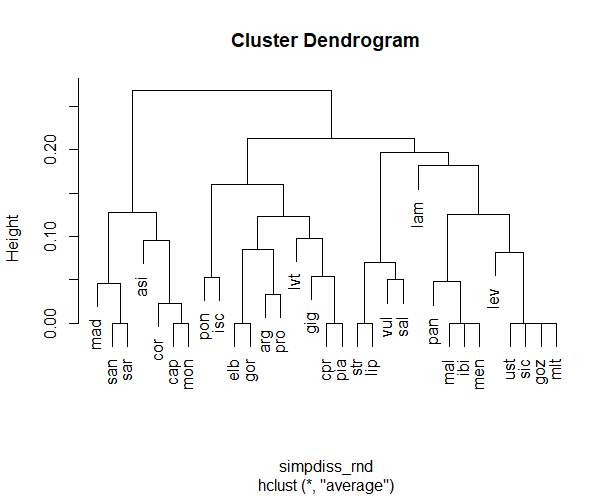 Cluster Dendrogram
Height
0.20
0.10
0.00
mad
san
sar
asi
cor
cap
mon
pon
isc
elb
gor
arg
pro
lvt
gig
cpr
pia
str
lip
vul
sal
lam
pan
mal
ibi
men
lev
ust
sic
goz
mlt
simpdiss_rnd
hclust (*, "average")